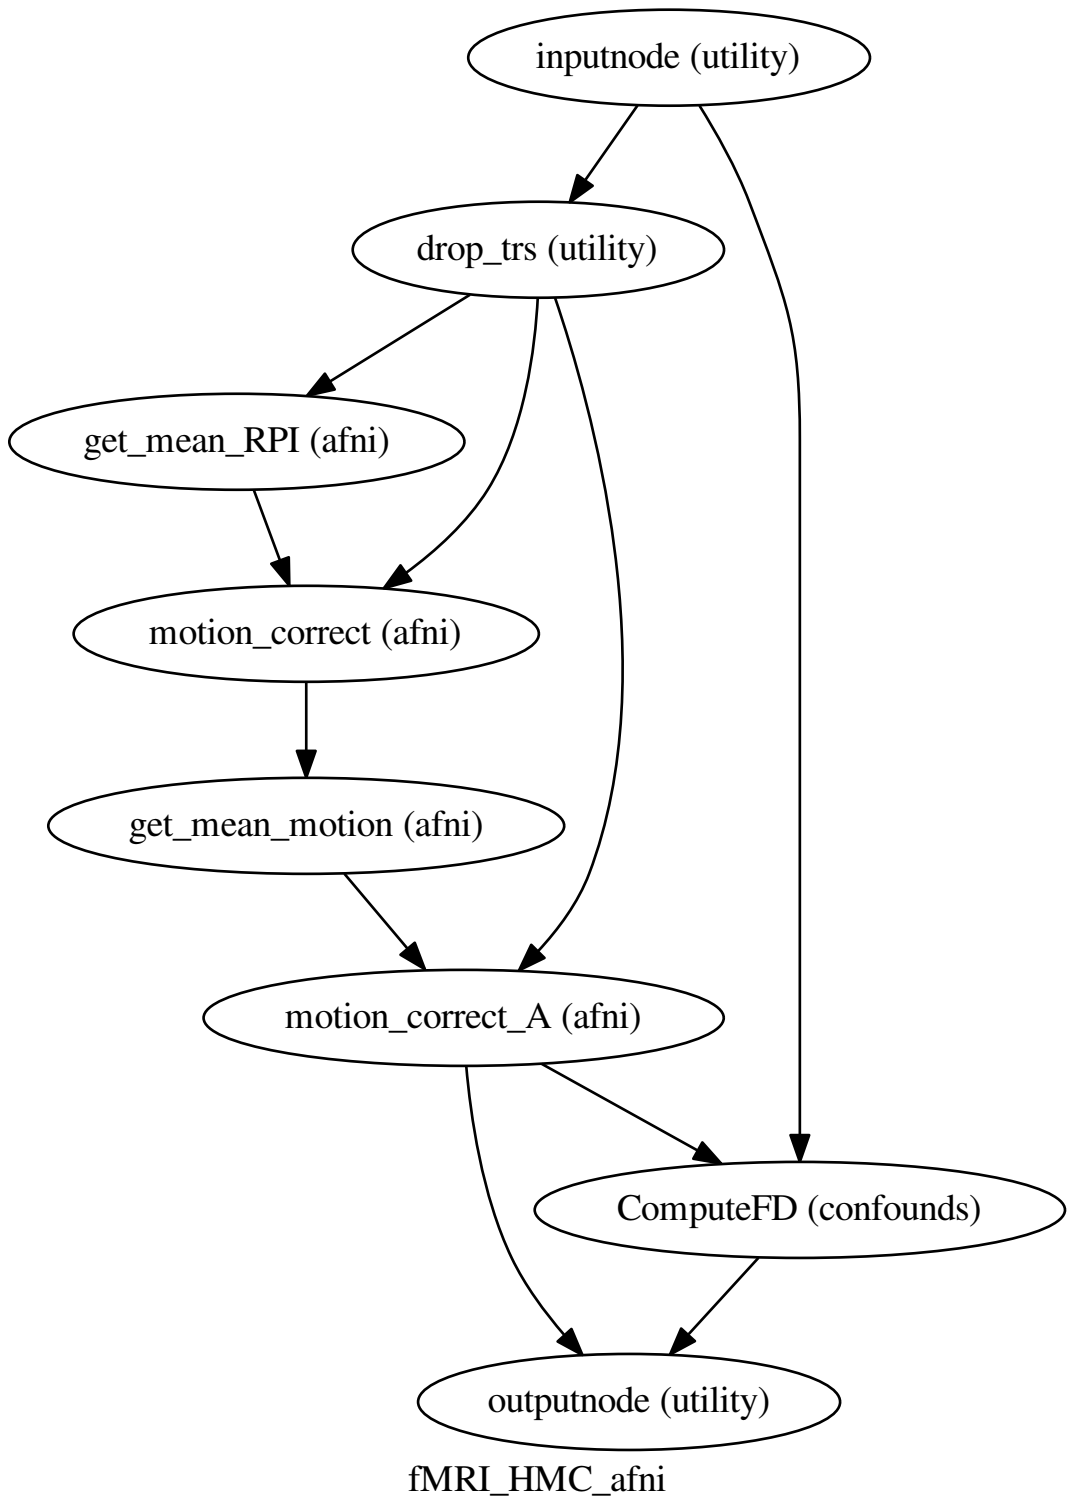 inputnode (utility)
drop_trs (utility)
get_mean_RPI (afni)
motion_correct (afni)
get_mean_motion (afni)
motion_correct_A (afni)
ComputeFD (confounds)
outputnode (utility)
fMRI_HMC_afni